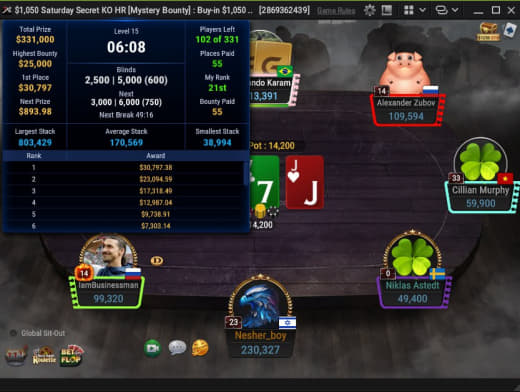 $1,050 Saturday Secret KO HR [Mystery Bounty] : Buy-in $1,050 .. [2869362439] Game Rules
Total Prize
$331,000
Highest Bounty
$25,000
1st Place
$30,797
Next Prize
$893.98
Level 15
06:08
Blinds
2,500 | 5,000 (600)
Next
3,000 | 6,000 (750)
Next Break 49:16
Players Left
102 of 331
Places Paid
55
My Rank
21st
Bounty Paid
55
Largest Stack
803,429
Average Stack
170,569
Smallest Stack
38,994
Rank Award
1 $30,797.38
2 $23,094.59
3 $17,318.49
4 $12,987.04
5 $9,738.91
6 $7,303.14
ndo Karam
13,391
14
Alexander Zubov
109,594
Pot : 14,200
7
J
14,200
33
Cillian Murphy
59,900
D
14
IamBusinessman
99,320
0
Niklas Astedt
49,400
23
Nesher_boy
230,327
Global Sit-Out
Roulette
BET
FLOP